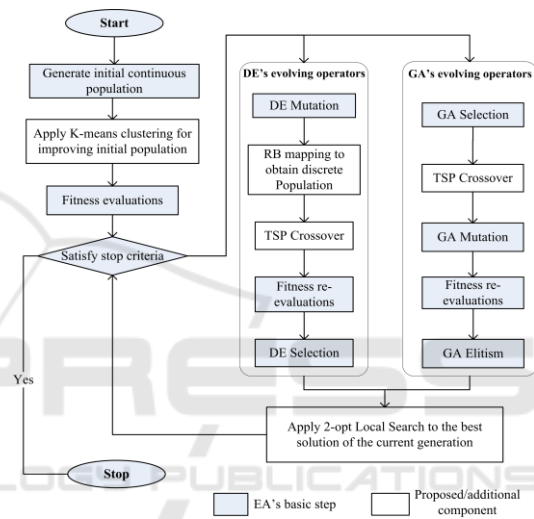 Start
Generate initial continuous
population
Apply K-means clustering for
improving initial population
Fitness evaluations
Satisfy stop criteria
Yes
Stop
DE's evolving operators
DE Mutation
RB mapping to
obtain discrete
Population
TSP Crossover
Fitness re-
evaluations
DE Selection
GA's evolving operators
GA Selection
TSP Crossover
GA Mutation
Fitness re-
evaluations
GA Elitism
Apply 2-opt Local Search to the best
solution of the current generation
EA's basic step
Proposed/additional
component
PRESS
LOGY PUBLICATIONS